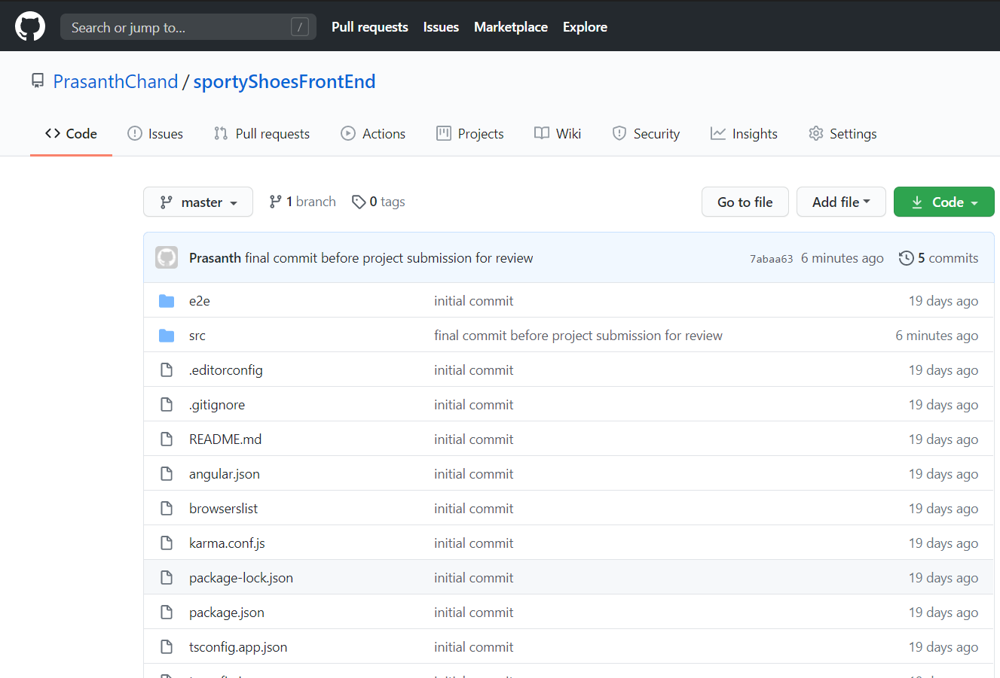 Search or jump to... /
Pull requests Issues Marketplace Explore
PrasanthChand / sportyShoesFrontEnd
Code Issues Pull requests Actions Projects Wiki Security Insights Settings
master 1 branch 0 tags Go to file Add file Code
Prasanth final commit before project submission for review 7abaa63 6 minutes ago 5 commits
e2e initial commit 19 days ago
src final commit before project submission for review 6 minutes ago
.editorconfig initial commit 19 days ago
.gitignore initial commit 19 days ago
README.md initial commit 19 days ago
angular.json initial commit 19 days ago
browserslist initial commit 19 days ago
karma.conf.js initial commit 19 days ago
package-lock.json initial commit 19 days ago
package.json initial commit 19 days ago
tsconfig.app.json initial commit 19 days ago